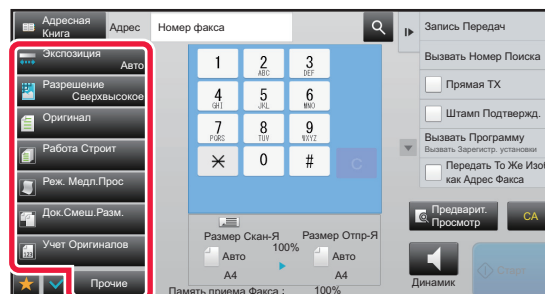 Адресная
Книга
Адрес
Номер факса
Экспозиция
Авто
Разрешение
Сверхвысокое
Оригинал
Работа Строит
Реж. Медл.Прос
Док.Смеш.Разм.
Учет Оригиналов
Прочие
1
2
ABC
3
DEF
4
GHI
5
JKL
6
MNO
7
PQRS
8
TUV
9
WXYZ
0
#
C
Размер Скан-Я
Размер Отпр-Я
100%
Авто
Авто
A4
A4
Память приема Факса :
100%
Запись Передач
Вызвать Номер Поиска
Прямая TX
Штамп Подтвержд.
Вызвать Программу
Вызвать Зарегистр. установки
Передать То Же Изоб
как Адрес Факса
Предварит.
Просмотр
CA
Динамик
Старт